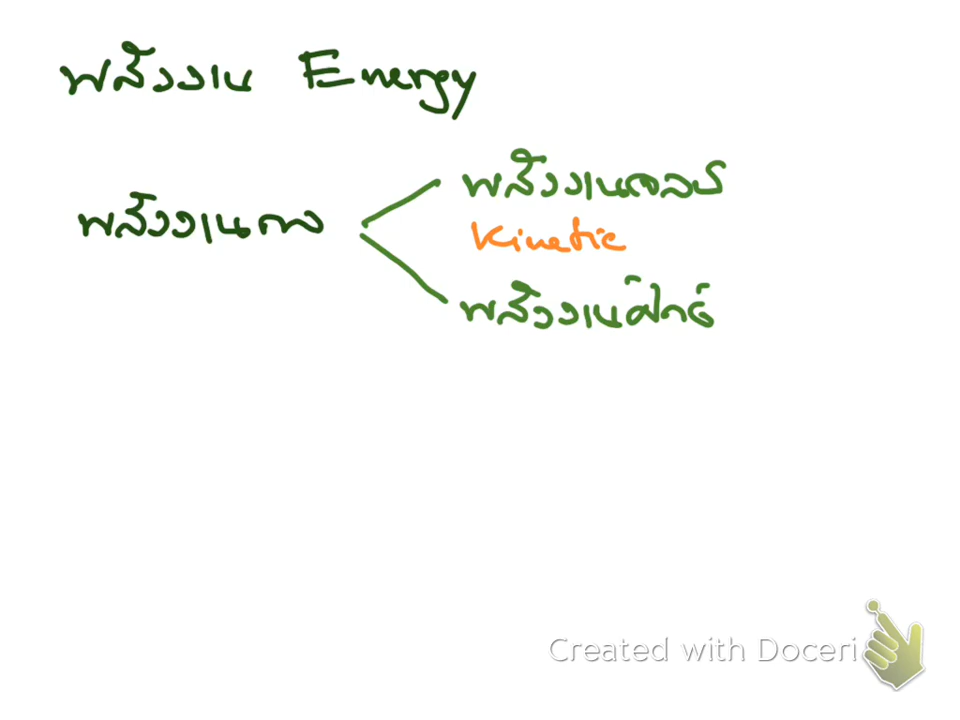 พลังงาน Energy
พลังงานกล
พลังงานจลน์
Kinetic
พลังงานศักย์
Created with Doceri